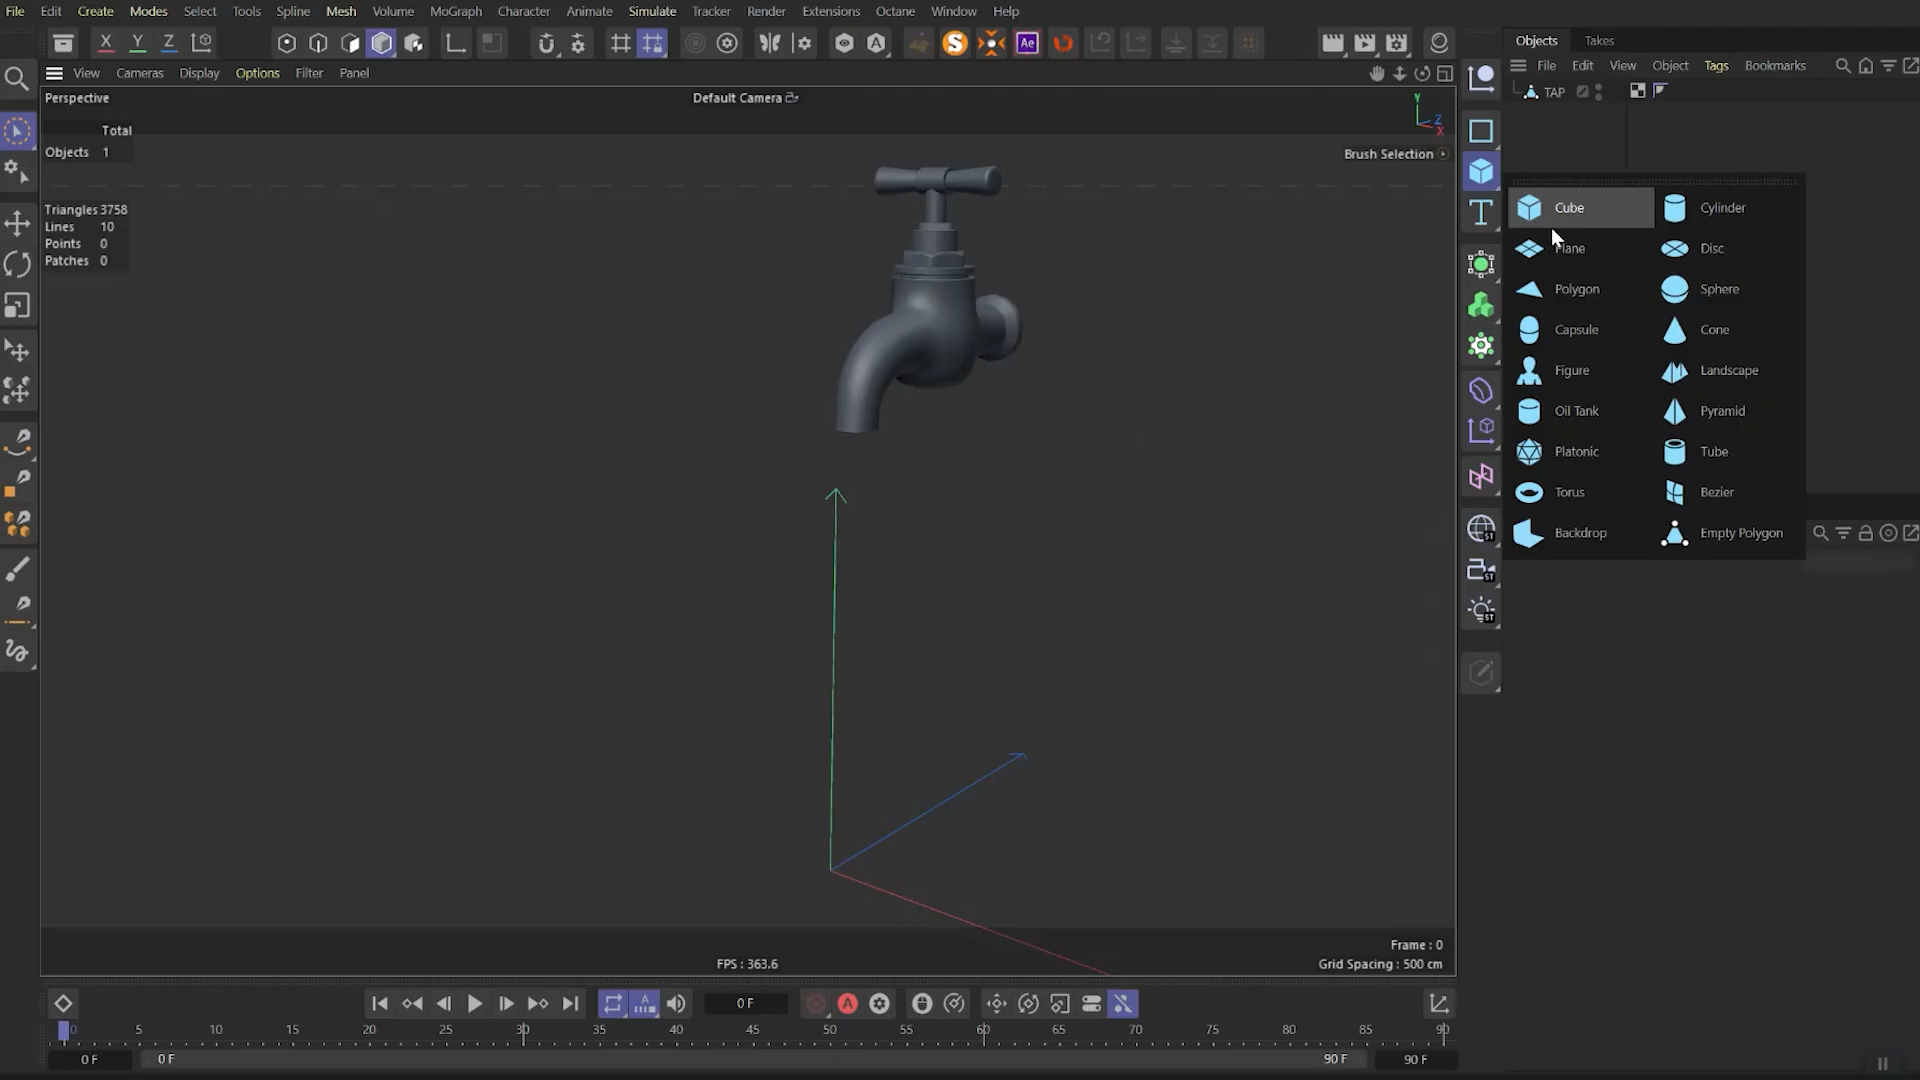 File Edit Create Modes Select Tools Spline Mesh Volume MoGraph Character Animate Simulate Tracker Render Extensions Octane Window Help
X Y Z
S
Ae
A
Objects Takes
View Cameras Display Options Filter Panel
File Edit View Object Tags Bookmarks
TAP
Perspective
Default Camera
Y
Z
X
Total
Objects 1
Brush Selection
Triangles 3758
Lines 10
Points 0
Patches 0
T
ST
ST
ST
Cube Cylinder
Plane Disc
Polygon Sphere
Capsule Cone
Figure Landscape
Oil Tank Pyramid
Platonic Tube
Torus Bezier
Backdrop Empty Polygon
Frame : 0
FPS : 363.6
Grid Spacing : 500 cm
A
0 F
A
0 5 10 15 20 25 30 35 40 45 50 55 60 65 70 75 80 85 90
0 F 0 F 90 F 90 F